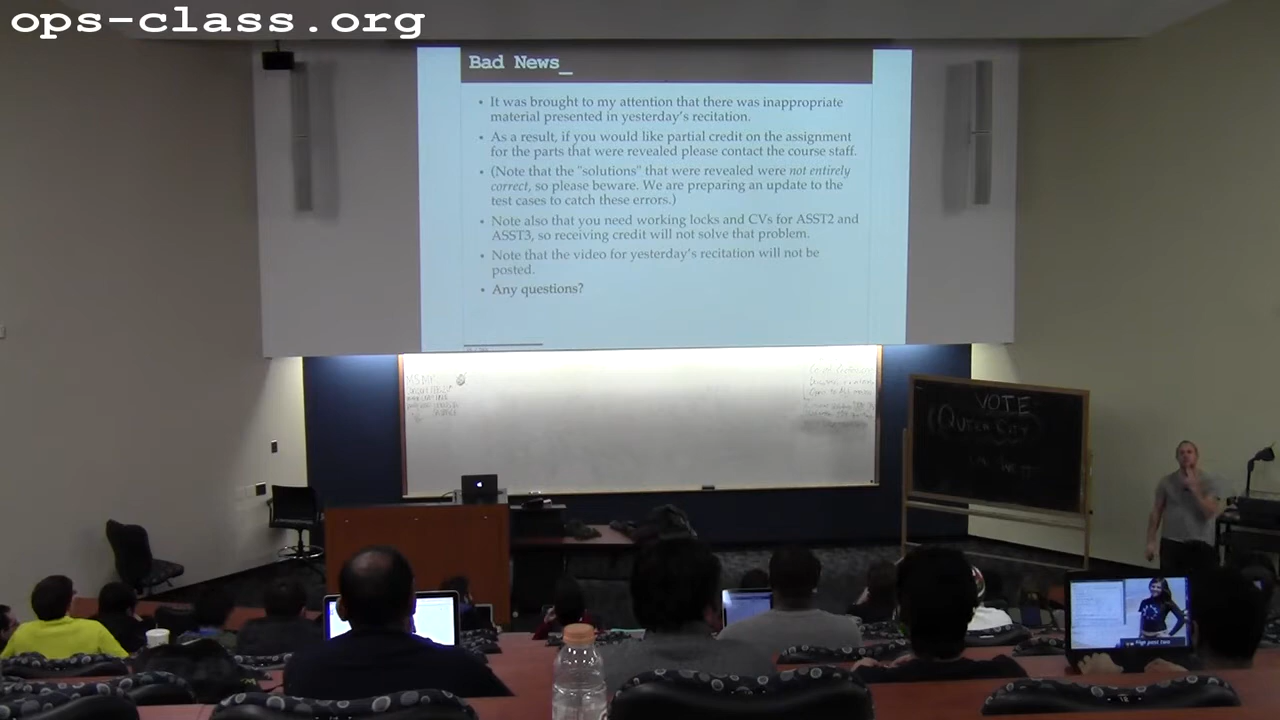 ops-class.org
Bad News_
• It was brought to my attention that there was inappropriate
material presented in yesterday's recitation.
• As a result, if you would like partial credit on the assignment
for the parts that were revealed please contact the course staff.
• (Note that the "solutions" that were revealed were not entirely
correct, so please beware. We are preparing an update to the
test cases to catch these errors.)
• Note also that you need working locks and CVs for ASST2 and
ASST3, so receiving credit will not solve that problem.
• Note that the video for yesterday's recitation will not be
posted.
• Any questions?
VOTE